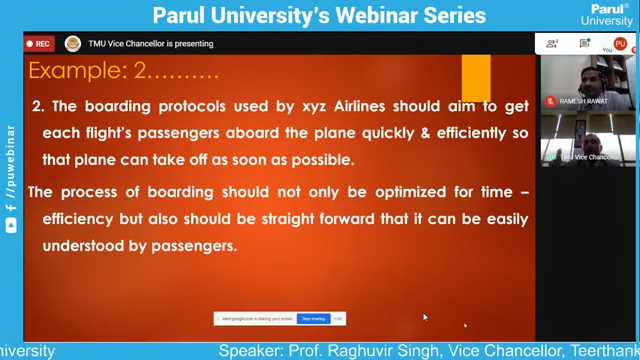 Parul University's Webinar Series
Parul®
University
REC
TMU Vice Chancellor is presenting
You
PU
Example: 2..........
2. The boarding protocols used by xyz Airlines should aim to get
each flight's passengers aboard the plane quickly & efficiently so
that plane can take off as soon as possible.
The process of boarding should not only be optimized for time –
efficiency but also should be straight forward that it can be easily
understood by passengers.
RAMESH RAWAT
TMU Vice Chancellor
meet.google.com is sharing your screen.
Stop sharing
Hide
/puwebinar
niversity
Speaker: Prof. Raghuvir Singh, Vice Chancellor, Teerthank